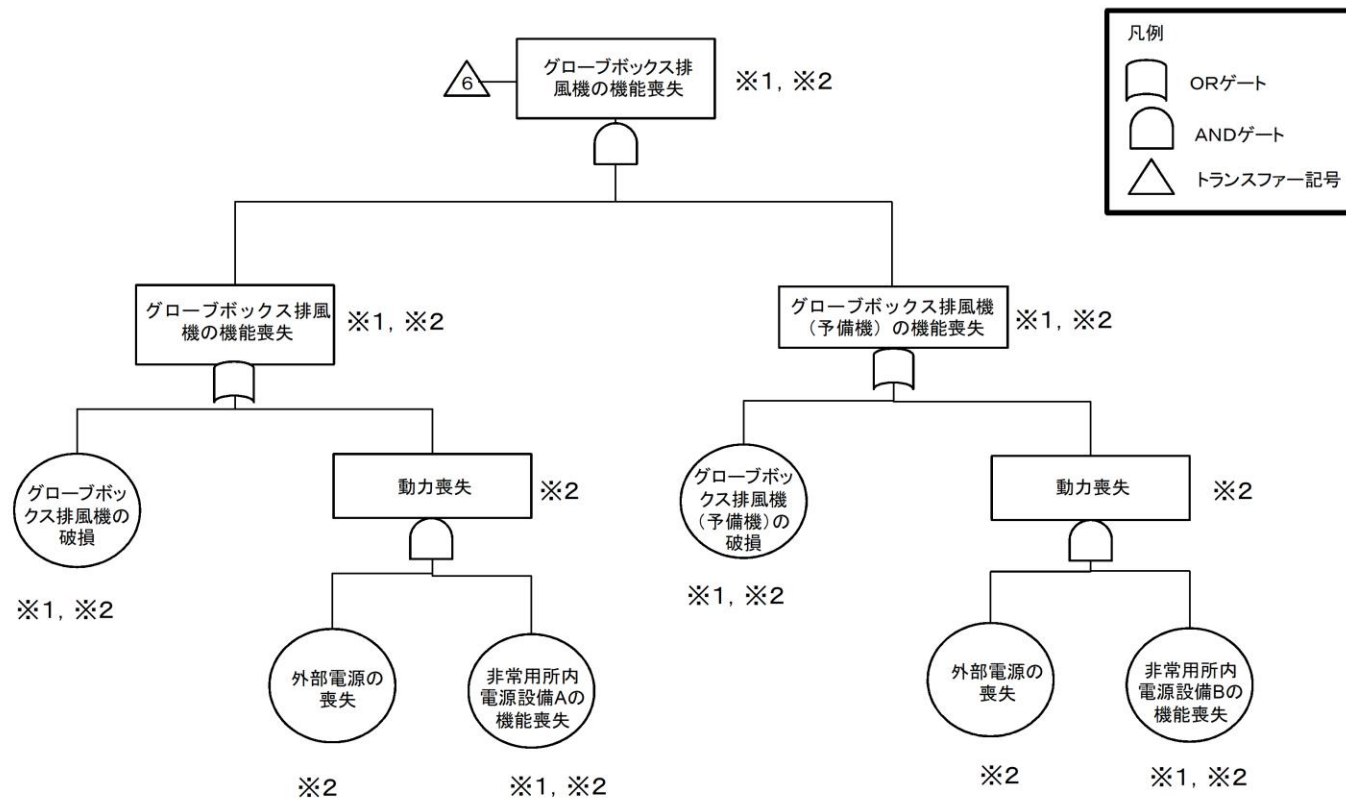 凡例
ORゲート
ANDゲート
トランスファー記号
6
グローブボックス排
風機の機能喪失
※1, ※2
グローブボックス排風
機の機能喪失
※1, ※2
グローブボックス排風機
（予備機）の機能喪失
※1, ※2
グローブボッ
クス排風機の
破損
※1, ※2
動力喪失
※2
グローブボッ
クス排風機
（予備機）の
破損
※1, ※2
動力喪失
※2
外部電源の
喪失
※2
非常用所内
電源設備Aの
機能喪失
※1, ※2
外部電源の
喪失
※2
非常用所内
電源設備Bの
機能喪失
※1, ※2